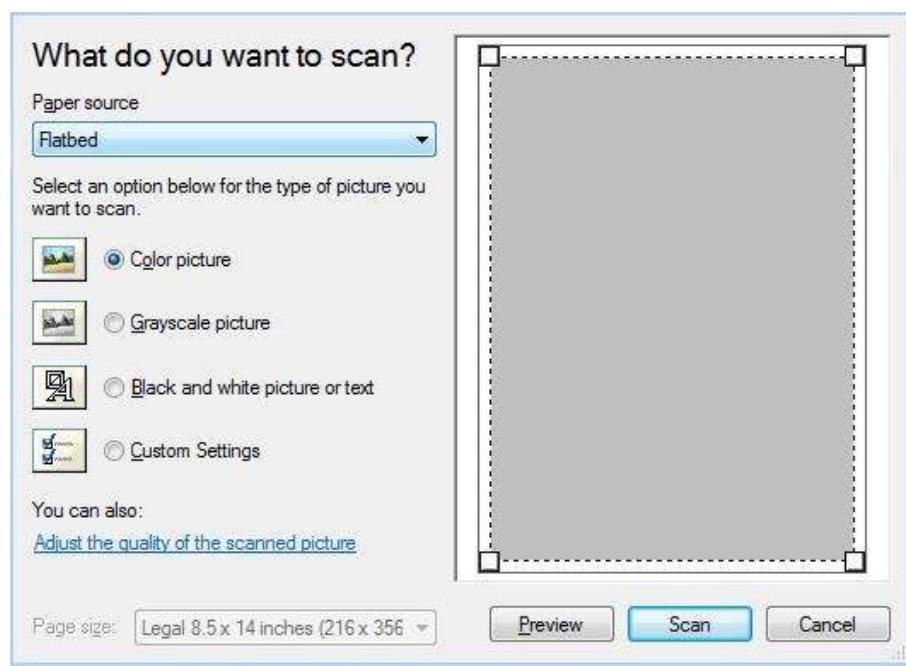 What do you want to scan?
Paper source
Flatbed
Select an option below for the type of picture you
want to scan.
Color picture
Grayscale picture
Black and white picture or text
Custom Settings
You can also:
Adjust the quality of the scanned picture
Page size: Legal 8.5 x 14 inches (216 x 356
Preview Scan Cancel